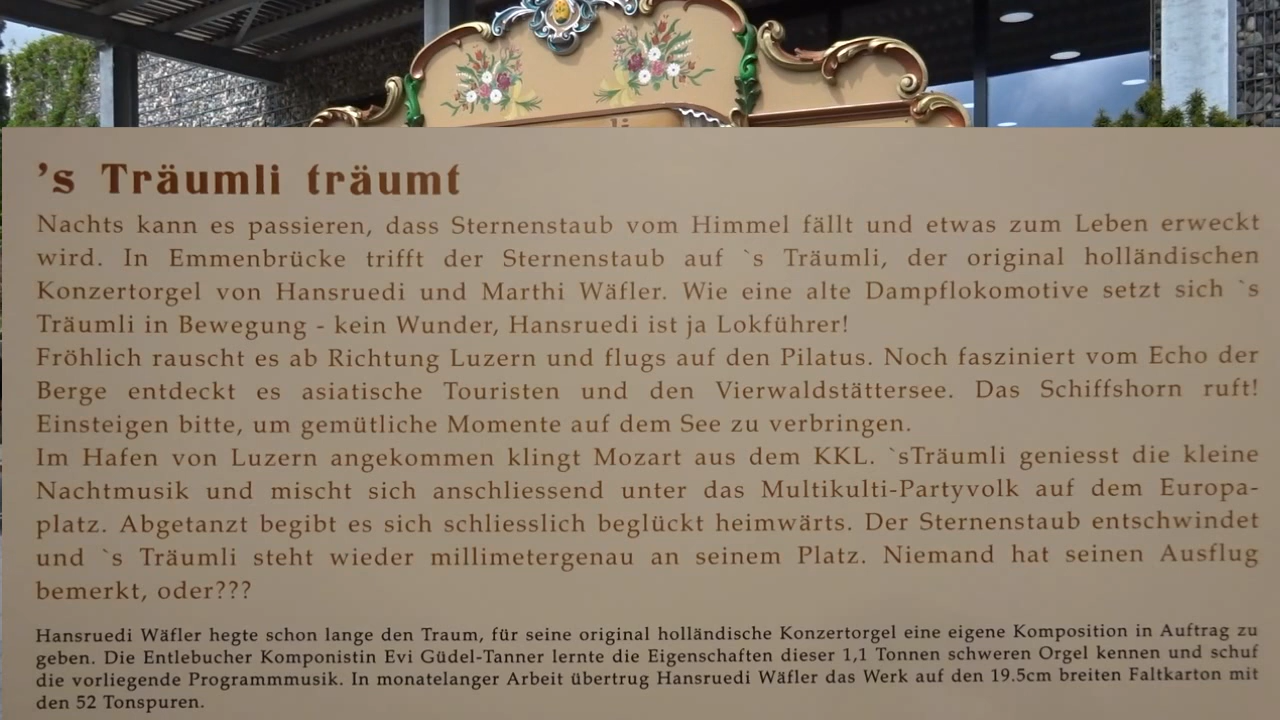 's Träumli träumt
Nachts kann es passieren, dass Sternenstaub vom Himmel fällt und etwas zum Leben erweckt
wird. In Emmenbrücke trifft der Sternenstaub auf `s Träumli, der original holländischen
Konzertorgel von Hansruedi und Marthi Wäfler. Wie eine alte Dampflokomotive setzt sich `s
Träumli in Bewegung - kein Wunder, Hansruedi ist ja Lokführer!
Fröhlich rauscht es ab Richtung Luzern und flugs auf den Pilatus. Noch fasziniert vom Echo der
Berge entdeckt es asiatische Touristen und den Vierwaldstättersee. Das Schiffshorn ruft!
Einsteigen bitte, um gemütliche Momente auf dem See zu verbringen.
Im Hafen von Luzern angekommen klingt Mozart aus dem KKL. `sTräumli geniesst die kleine
Nachtmusik und mischt sich anschliessend unter das Multikulti-Partyvolk auf dem Europa-
platz. Abgetanzt begibt es sich schliesslich beglückt heimwärts. Der Sternenstaub entschwindet
und `s Träumli steht wieder millimetergenau an seinem Platz. Niemand hat seinen Ausflug
bemerkt, oder???
Hansruedi Wäfler hegte schon lange den Traum, für seine original holländische Konzertorgel eine eigene Komposition in Auftrag zu
geben. Die Entlebucher Komponistin Evi Güdel-Tanner lernte die Eigenschaften dieser 1,1 Tonnen schweren Orgel kennen und schuf
die vorliegende Programmmusik. In monatelanger Arbeit übertrug Hansruedi Wäfler das Werk auf den 19.5cm breiten Faltkarton mit
den 52 Tonspuren.